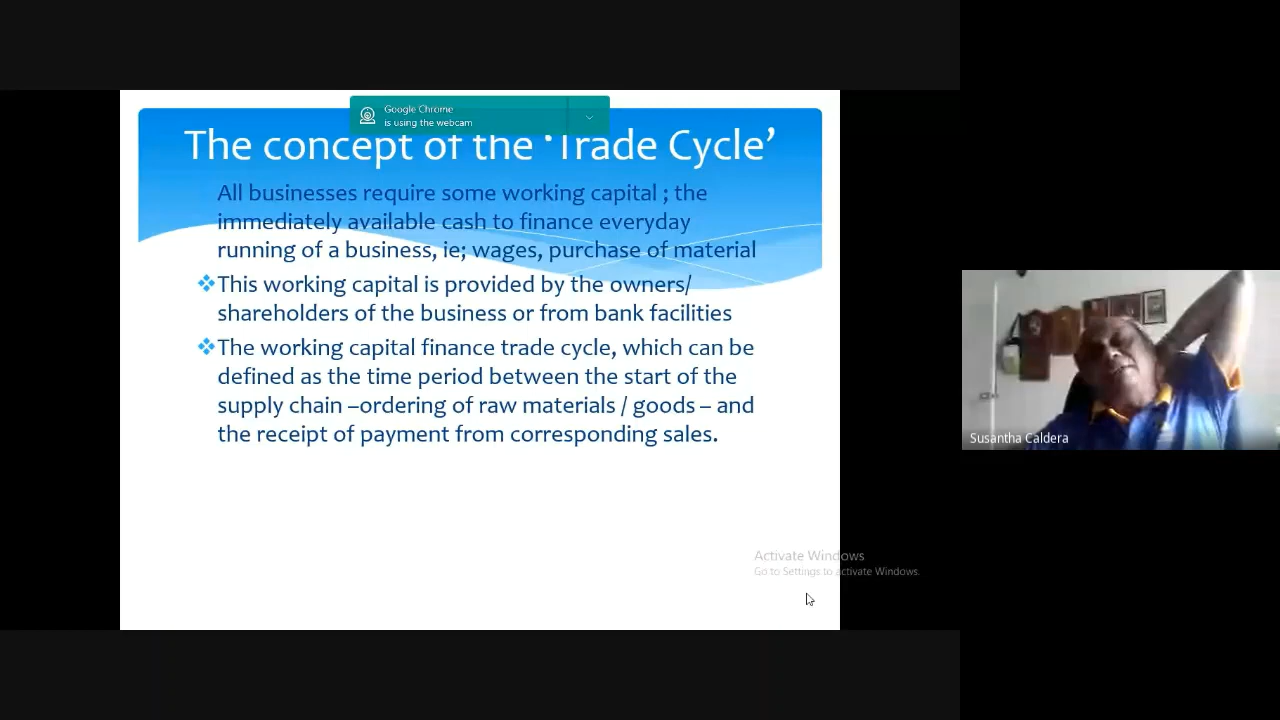 Google Chrome
is using the webcam
The concept of the ‘Trade Cycle’
All businesses require some working capital ; the
immediately available cash to finance everyday
running of a business, ie; wages, purchase of material
❖This working capital is provided by the owners/
shareholders of the business or from bank facilities
❖The working capital finance trade cycle, which can be
defined as the time period between the start of the
supply chain –ordering of raw materials / goods – and
the receipt of payment from corresponding sales.
Susantha Caldera
Activate Windows
Go to Settings to activate Windows.